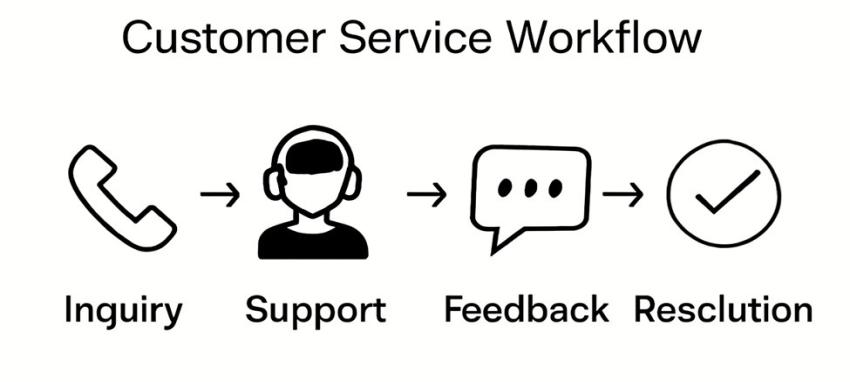 Customer Service Workflow
Inguiry Support Feedback Resclution